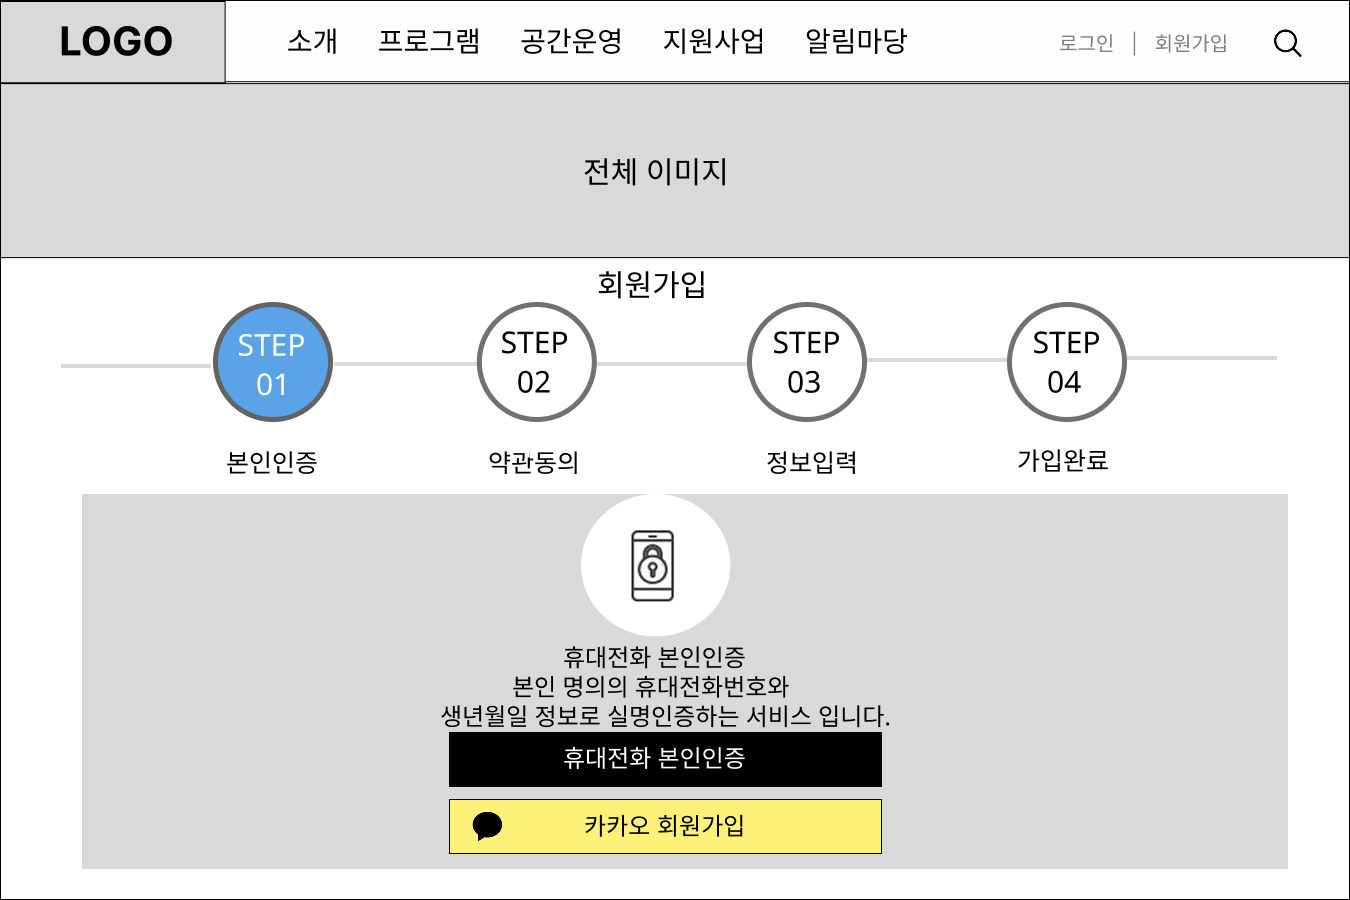 LOGO
소개 프로그램 공간운영 지원사업 알림마당
로그인 | 회원가입
전체 이미지
회원가입
STEP 01
STEP 02
STEP 03
STEP 04
본인인증
약관동의
정보입력
가입완료
휴대전화 본인인증
본인 명의의 휴대전화번호와
생년월일 정보로 실명인증하는 서비스 입니다.
휴대전화 본인인증
카카오 회원가입